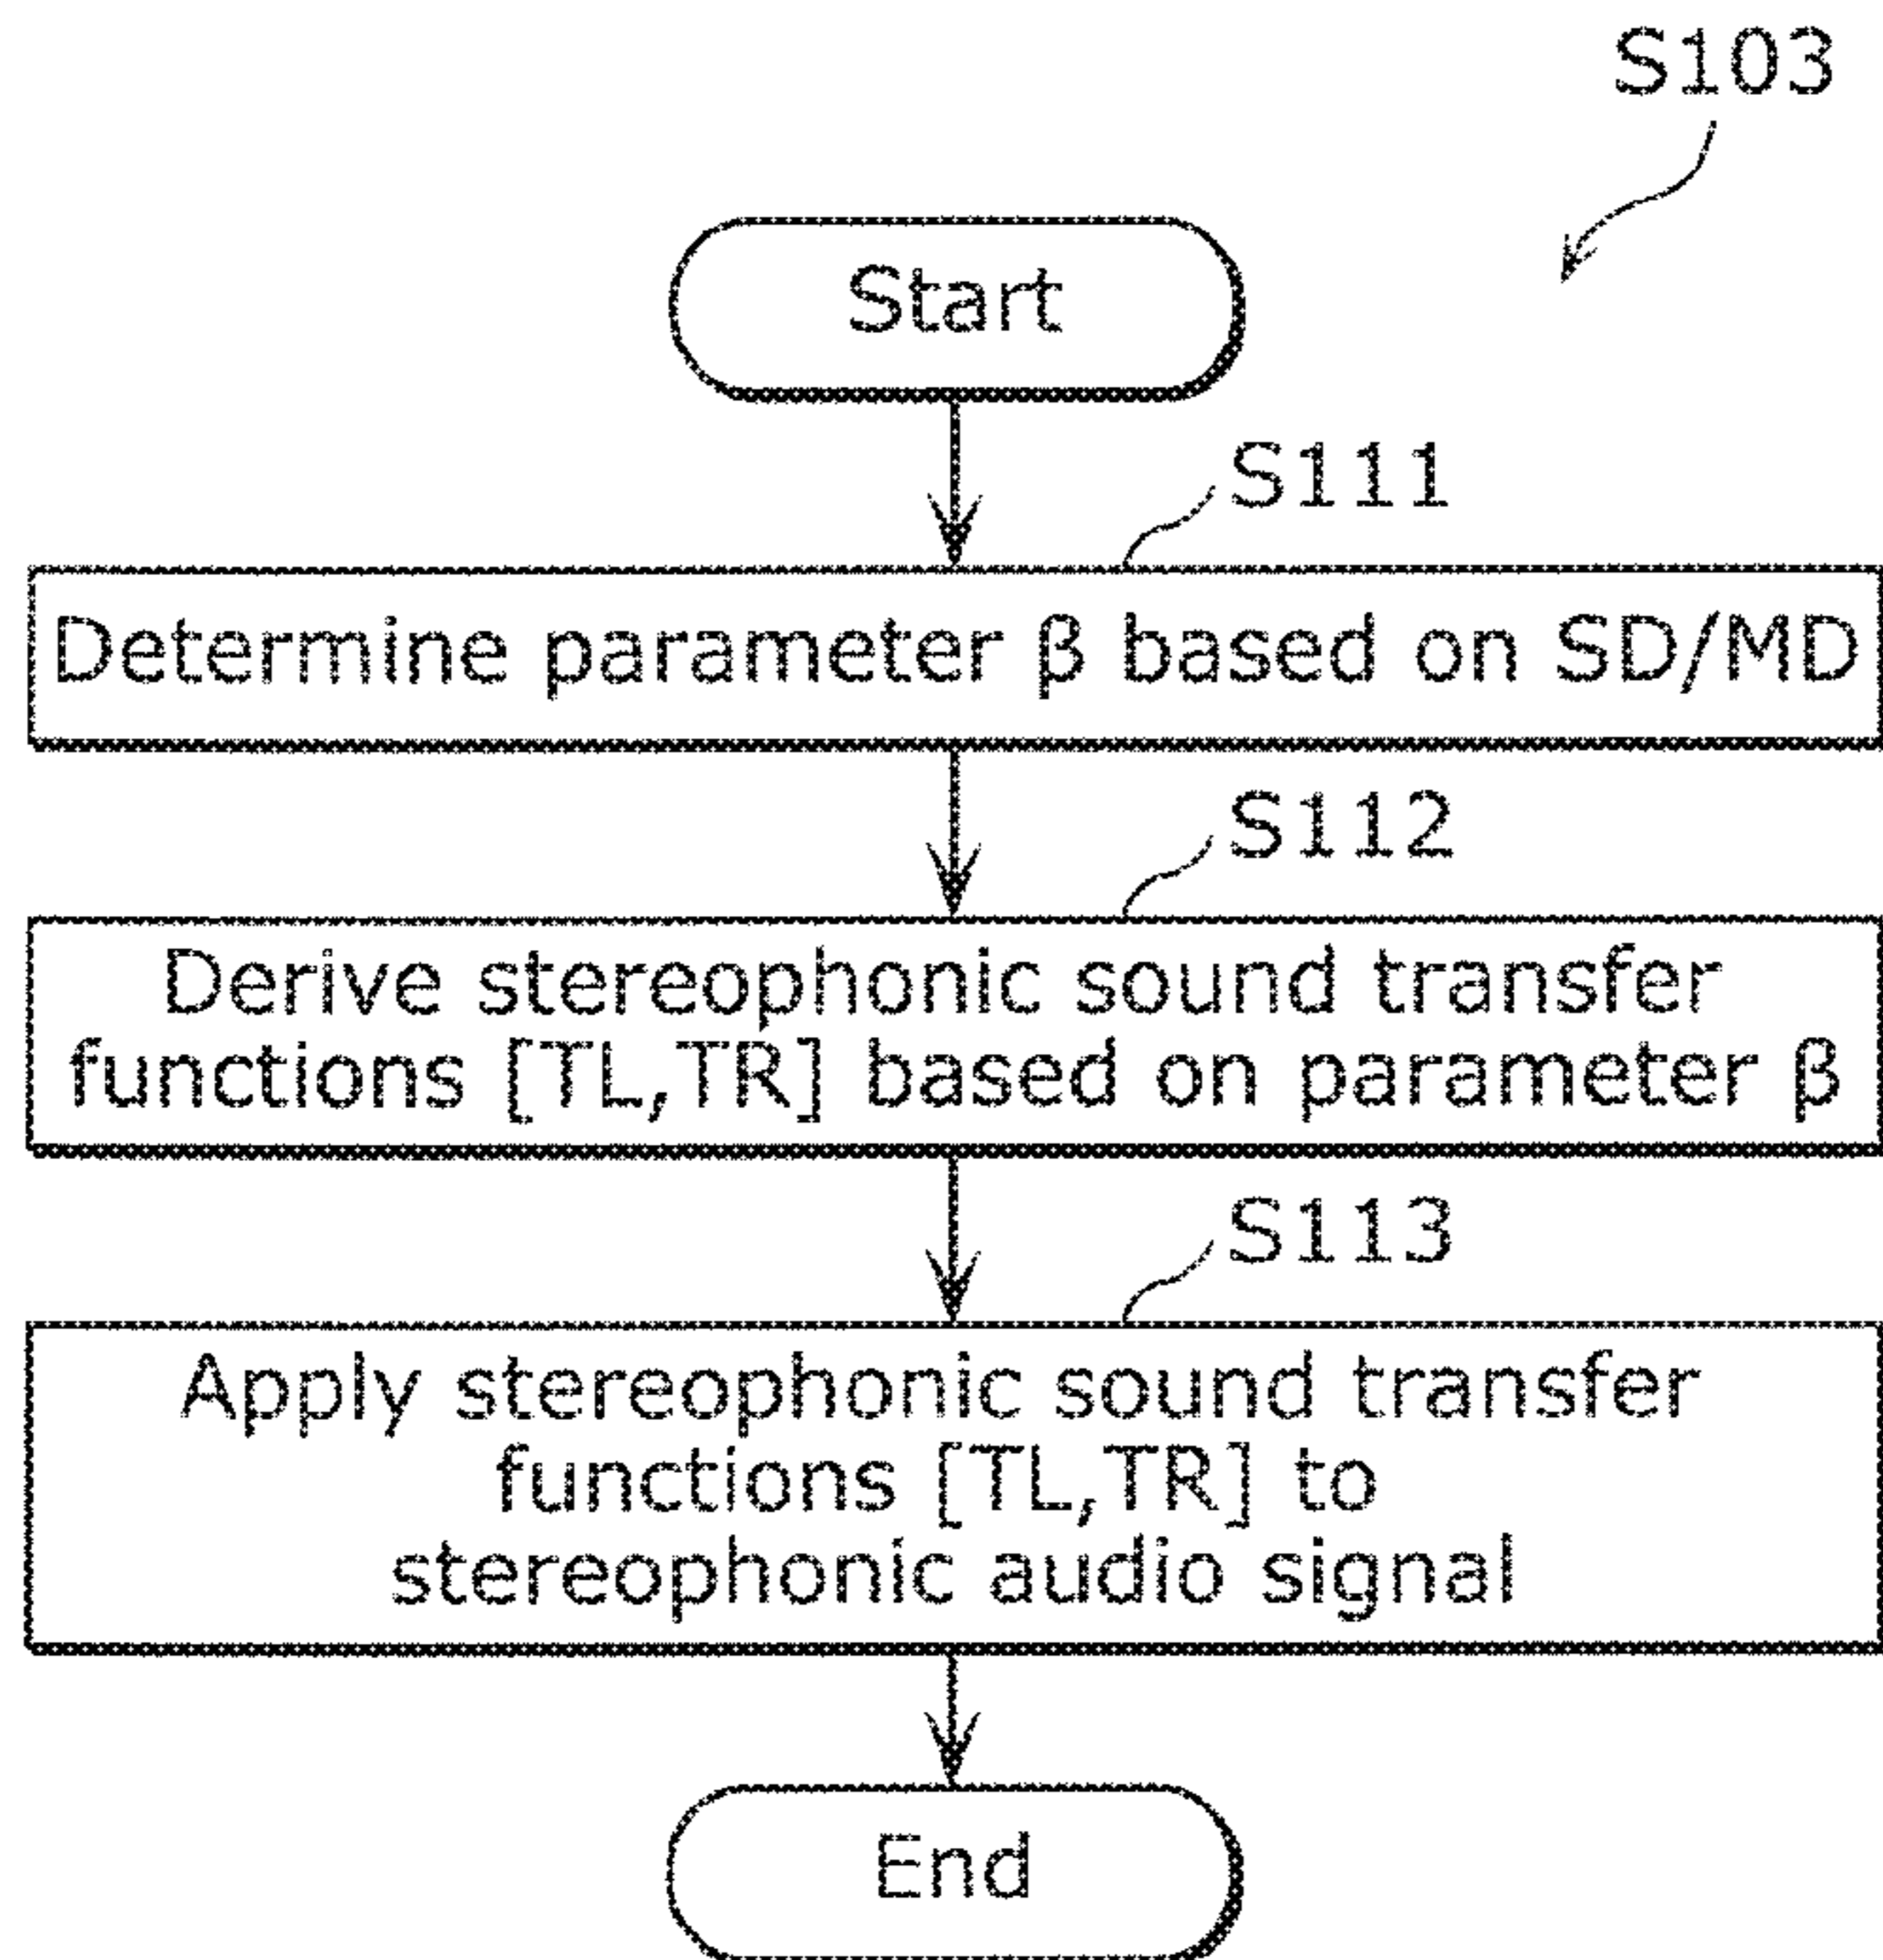 S103
Start
S111
Determine parameter β based on SD/MD
S112
Derive stereophonic sound transfer
functions [TL,TR] based on parameter β
S113
Apply stereophonic sound transfer
functions [TL,TR] to
stereophonic audio signal
End